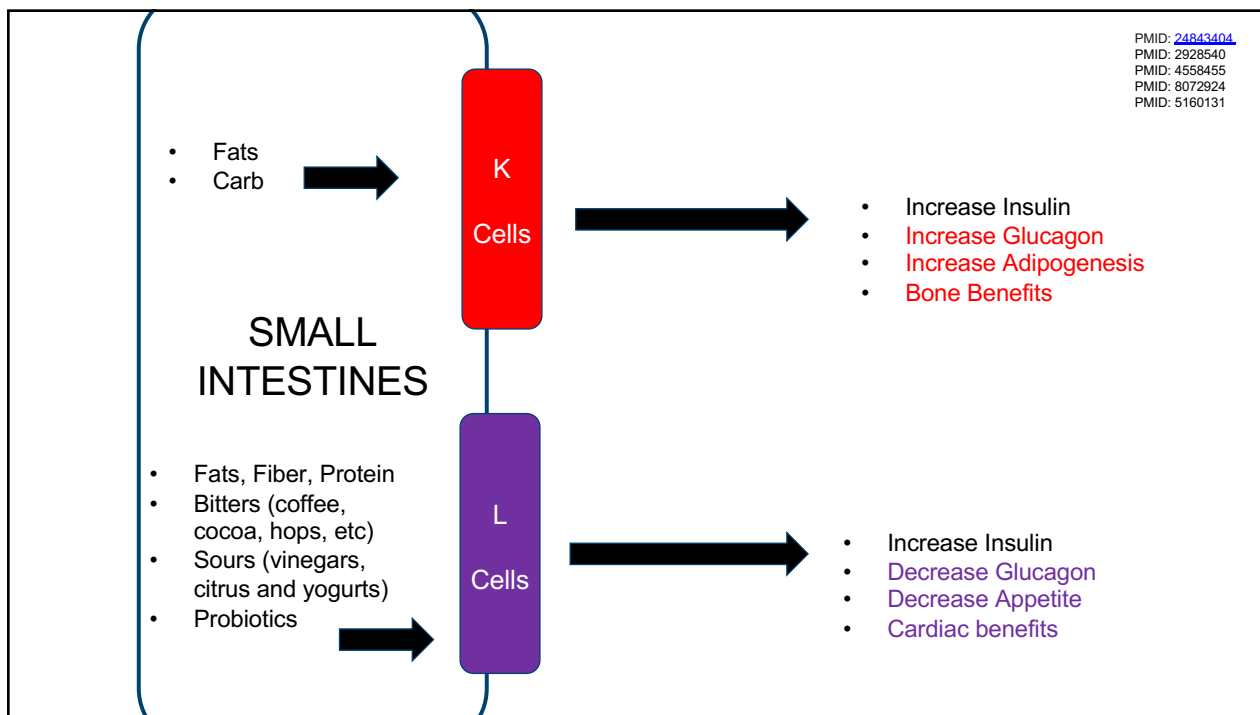 PMID: 24843404
PMID: 2928540
PMID: 4558455
PMID: 8072924
PMID: 5160131
• Fats
• Carb
K
Cells
• Increase Insulin
• Increase Glucagon
• Increase Adipogenesis
• Bone Benefits
SMALL
INTESTINES
• Fats, Fiber, Protein
• Bitters (coffee,
cocoa, hops, etc)
• Sours (vinegars,
citrus and yogurts)
• Probiotics
L
Cells
• Increase Insulin
• Decrease Glucagon
• Decrease Appetite
• Cardiac benefits